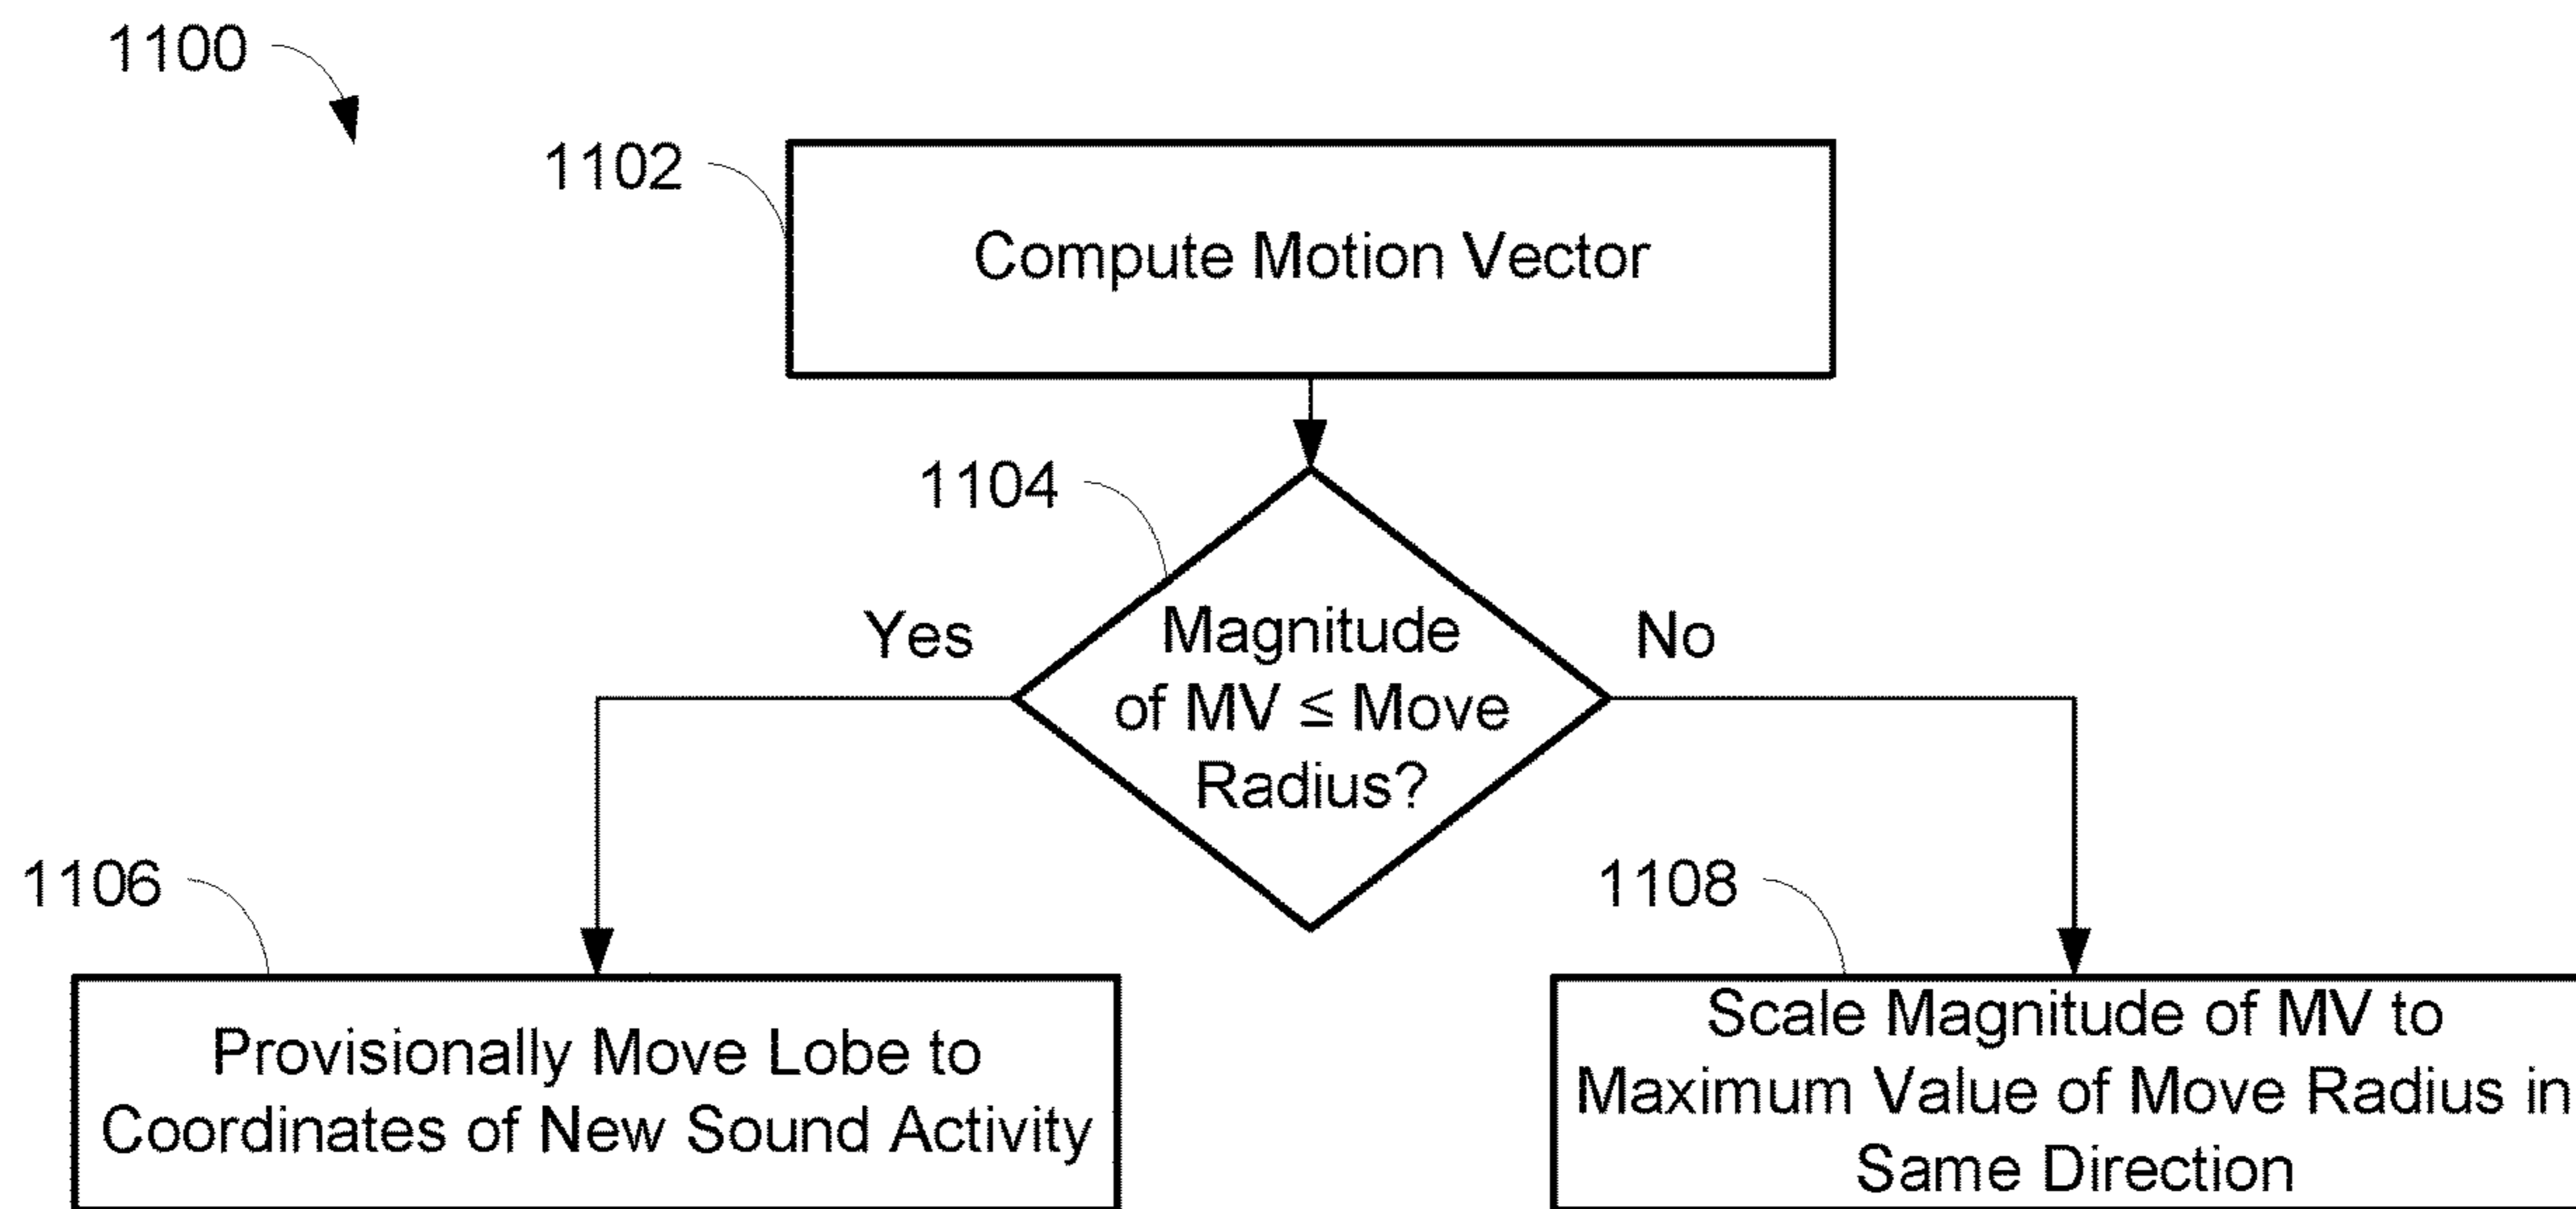 1100
1102
Compute Motion Vector
1104
Yes
Magnitude
of MV ≤ Move
Radius?
No
1106
1108
Provisionally Move Lobe to
Coordinates of New Sound Activity
Scale Magnitude of MV to
Maximum Value of Move Radius in
Same Direction